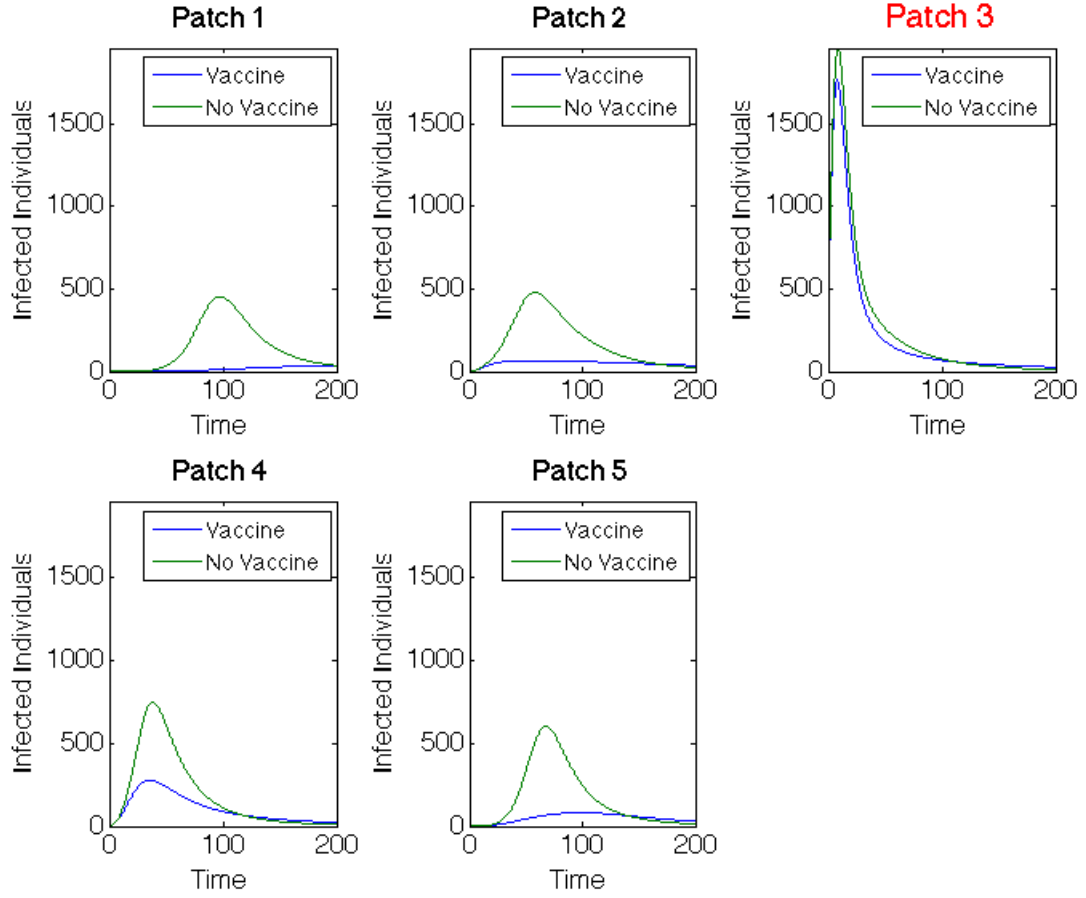 Patch 1
Vaccine
No Vaccine
1500
1000
500
0
0 100 200
Infected Individuals
Time
Patch 2
Vaccine
No Vaccine
1500
1000
500
0
0 100 200
Infected Individuals
Time
Patch 3
Vaccine
No Vaccine
1500
1000
500
0
0 100 200
Infected Individuals
Time
Patch 4
Vaccine
No Vaccine
1500
1000
500
0
0 100 200
Infected Individuals
Time
Patch 5
Vaccine
No Vaccine
1500
1000
500
0
0 100 200
Infected Individuals
Time